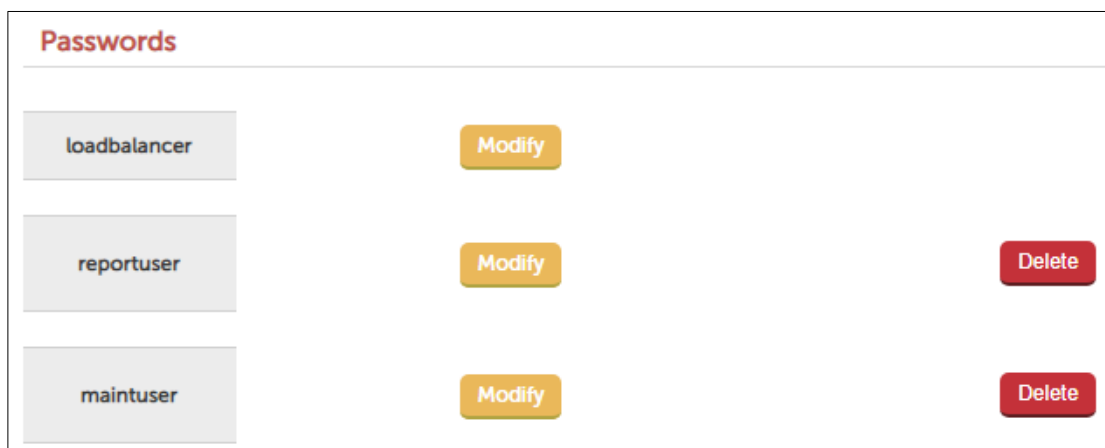 Passwords
loadbalancer Modify
reportuser Modify Delete
maintuser Modify Delete